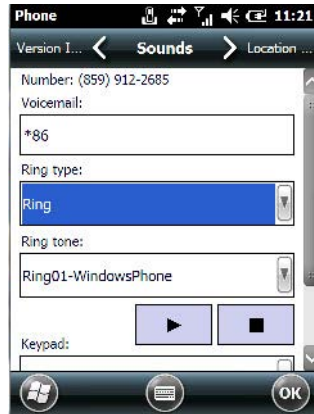 Phone 11:21
Version I... Sounds Location ...
Number: (859) 912-2685
Voicemail:
*86
Ring type:
Ring
Ring tone:
Ring01-WindowsPhone
Keypad:
OK